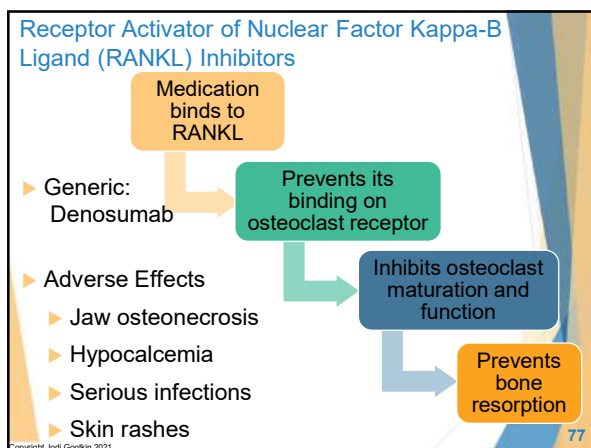 Receptor Activator of Nuclear Factor Kappa-B
Ligand (RANKL) Inhibitors
Medication
binds to
RANKL
Generic:
Denosumab
Prevents its
binding on
osteoclast receptor
Adverse Effects
Inhibits osteoclast
maturation and
function
Jaw osteonecrosis
Hypocalcemia
Serious infections
Skin rashes
Prevents
bone
resorption
Copyright Jodi Gootkin 2021
77